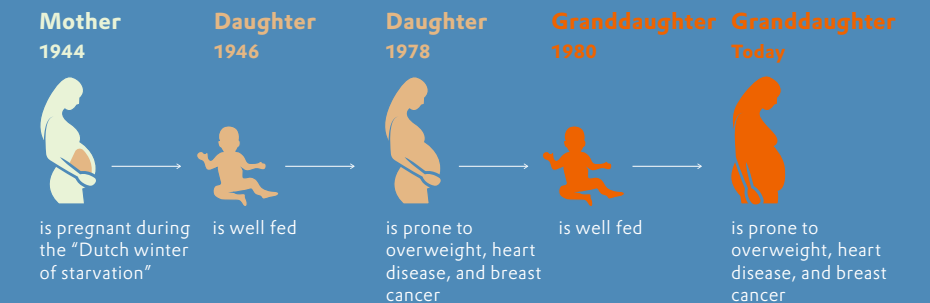 Mother
1944
is pregnant during
the “Dutch winter
of starvation”
Daughter
1946
is well fed
Daughter
1978
is prone to
overweight, heart
disease, and breast
cancer
Granddaughter
1980
is well fed
Granddaughter
Today
is prone to
overweight, heart
disease, and breast
cancer